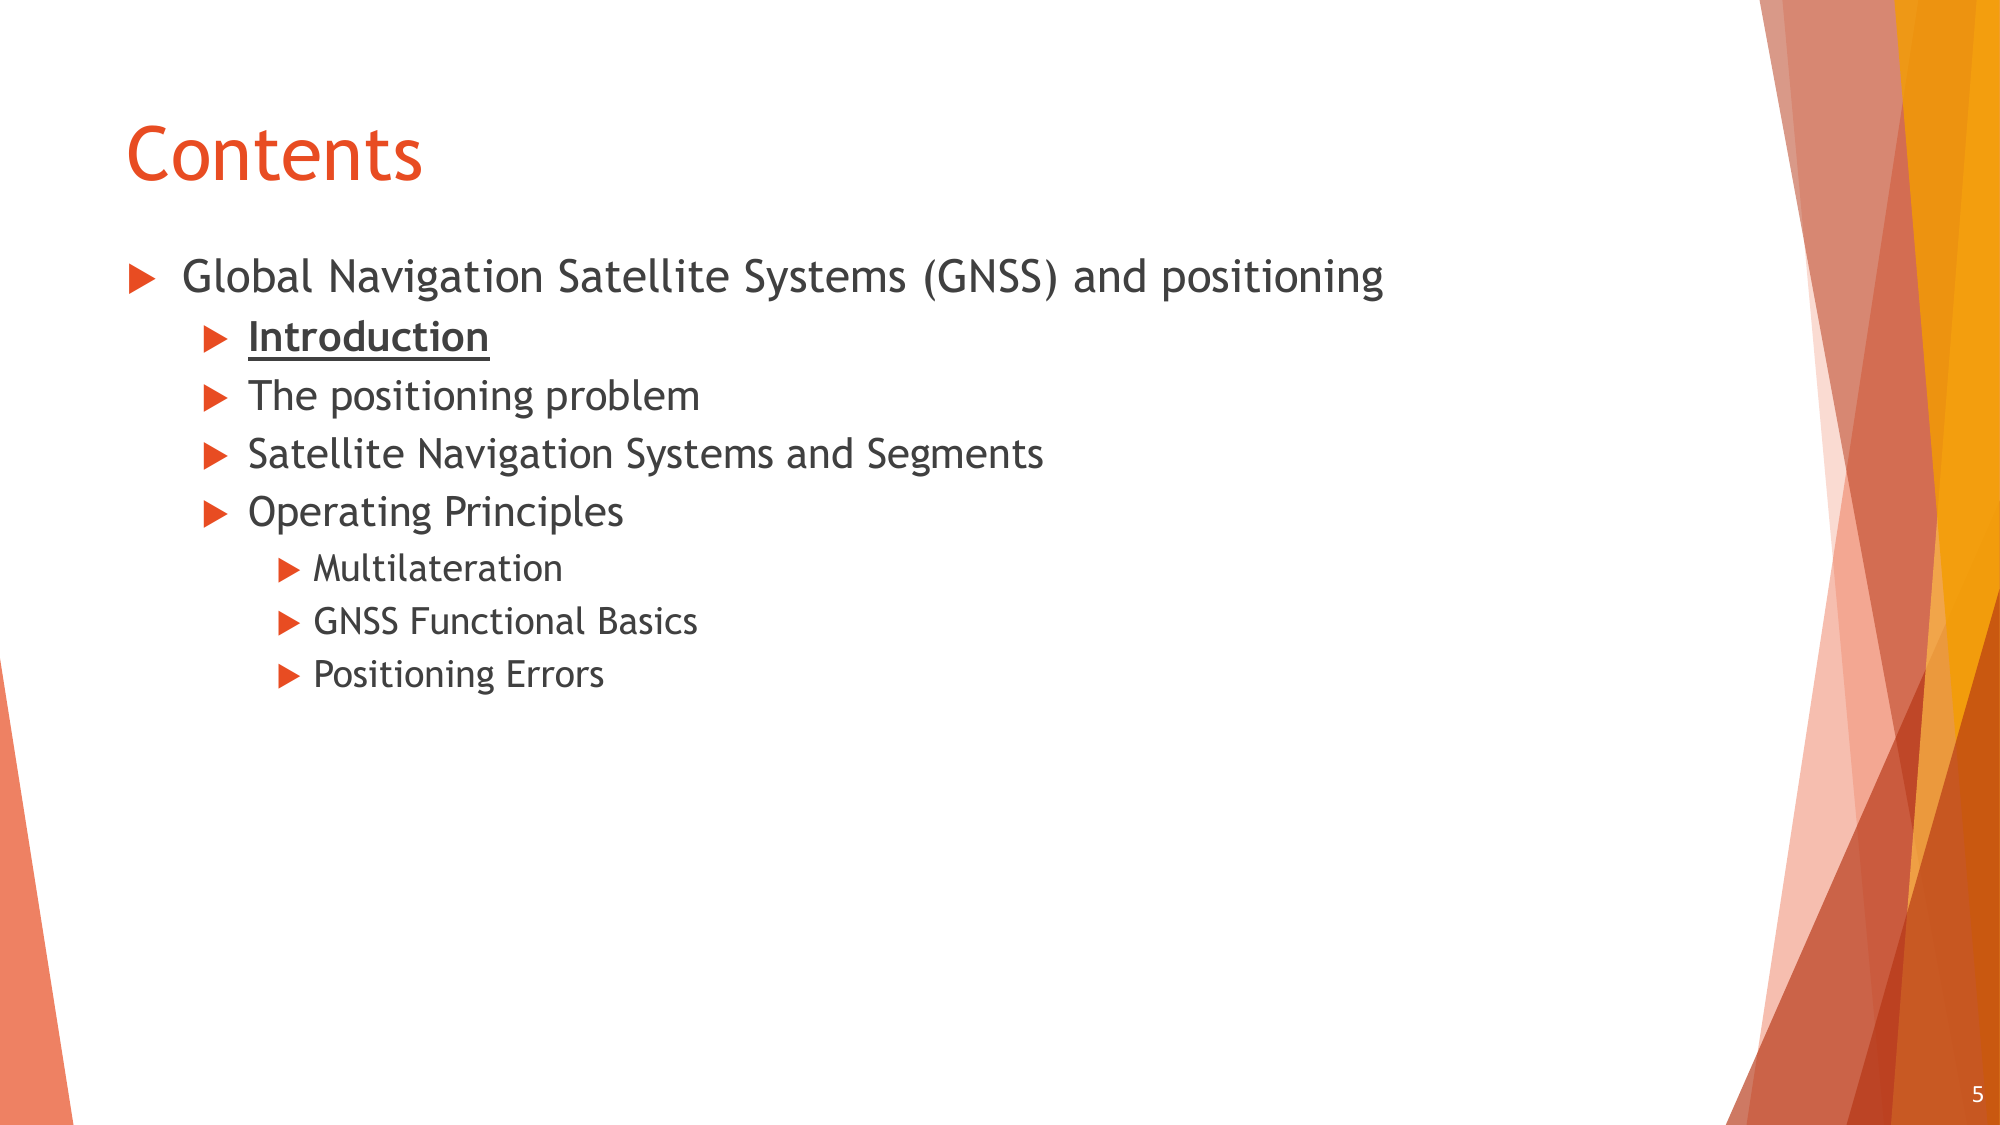 Contents
Global Navigation Satellite Systems (GNSS) and positioning
Introduction
The positioning problem
Satellite Navigation Systems and Segments
Operating Principles
Multilateration
GNSS Functional Basics
Positioning Errors
5